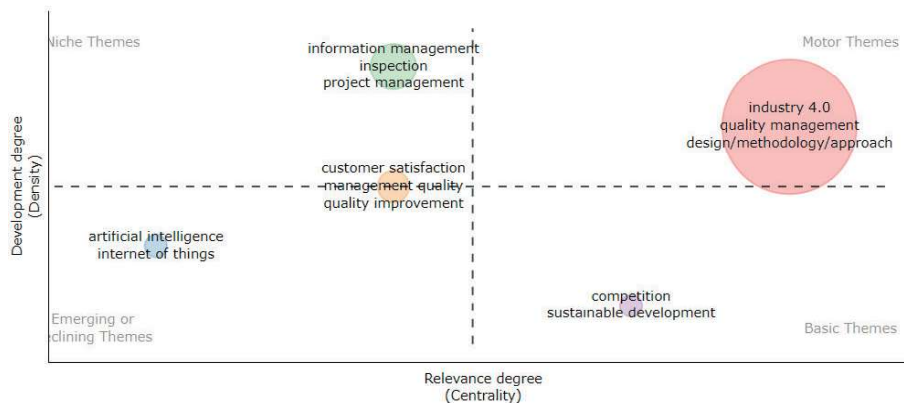 Niche Themes
Motor Themes
information management
inspection
project management
industry 4.0
quality management
design/methodology/approach
customer satisfaction
management quality
quality improvement
artificial intelligence
internet of things
competition
sustainable development
Emerging or
eclining Themes
Basic Themes
Development degree
(Density)
Relevance degree
(Centrality)